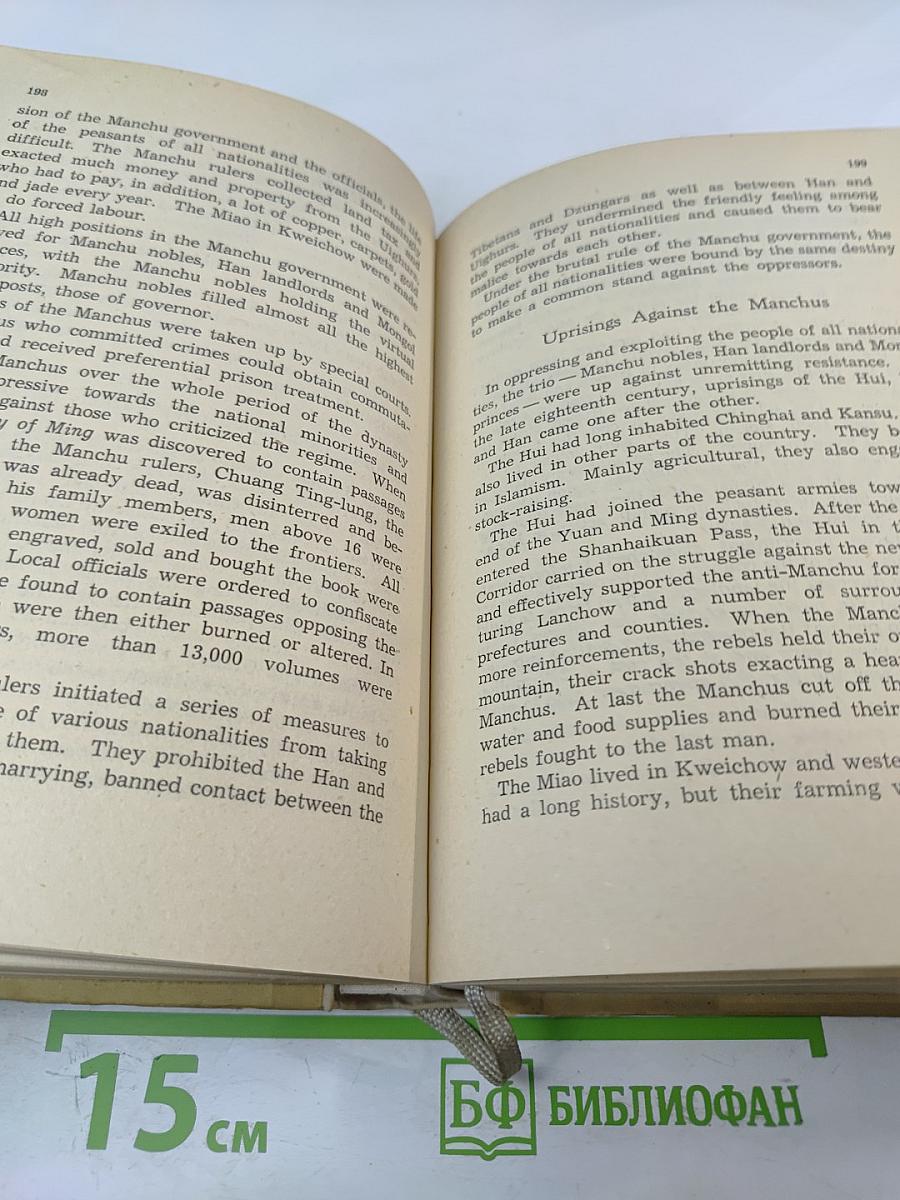 198
sion of the Manchu government and the officials, the life
of the peasants of all nationalities was increasingly
difficult. The Manchu rulers collected land tax and
exacted much money and property from the Uighurs
who had to pay, in addition, a lot of copper, carpets, gold
nd jade every year. The Miao in Kweichow were made
do forced labour.
All high positions in the Manchu government were re-
ved for Manchu nobles, Han landlords and Mongol
ces, with the Manchu nobles holding the virtual
ority. Manchu nobles filled almost all the highest
posts, those of governor.
s of the Manchus were taken up by special courts.
us who committed crimes could obtain commuta-
d received preferential prison treatment.
Manchus over the whole period of the dynasty
pressive towards the national minorities and
against those who criticized the regime. When
y of Ming was discovered to contain passages
the Manchu rulers, Chuang Ting-lung, the
was already dead, was disinterred and be-
his family members, men above 16 were
women were exiled to the frontiers. All
engraved, sold and bought the book were
Local officials were ordered to confiscate
e found to contain passages opposing the
were then either burned or altered. In
s, more than 13,000 volumes were
lers initiated a series of measures to
e of various nationalities from taking
them. They prohibited the Han and
narrying, banned contact between the
199
Tibetans and Dzungars as well as between Han and
Uighurs. They undermined the friendly feeling among
the people of all nationalities and caused them to bear
malice towards each other.
Under the brutal rule of the Manchu government, the
people of all nationalities were bound by the same destiny
to make a common stand against the oppressors.
Uprisings Against the Manchus
In oppressing and exploiting the people of all nationa
ties, the trio — Manchu nobles, Han landlords and Mon
princes — were up against unremitting resistance.
the late eighteenth century, uprisings of the Hui,
and Han came one after the other.
The Hui had long inhabited Chinghai and Kansu,
also lived in other parts of the country. They b
in Islamism. Mainly agricultural, they also eng
stock-raising.
The Hui had joined the peasant armies tow
end of the Yuan and Ming dynasties. After the
entered the Shanhaikuan Pass, the Hui in t
Corridor carried on the struggle against the ne
and effectively supported the anti-Manchu for
turing Lanchow and a number of surrou
prefectures and counties. When the Manc
more reinforcements, the rebels held their o
mountain, their crack shots exacting a hea
Manchus. At last the Manchus cut off th
water and food supplies and burned their
rebels fought to the last man.
The Miao lived in Kweichow and weste
had a long history, but their farming w
15 см
БФ БИБЛИОФАН